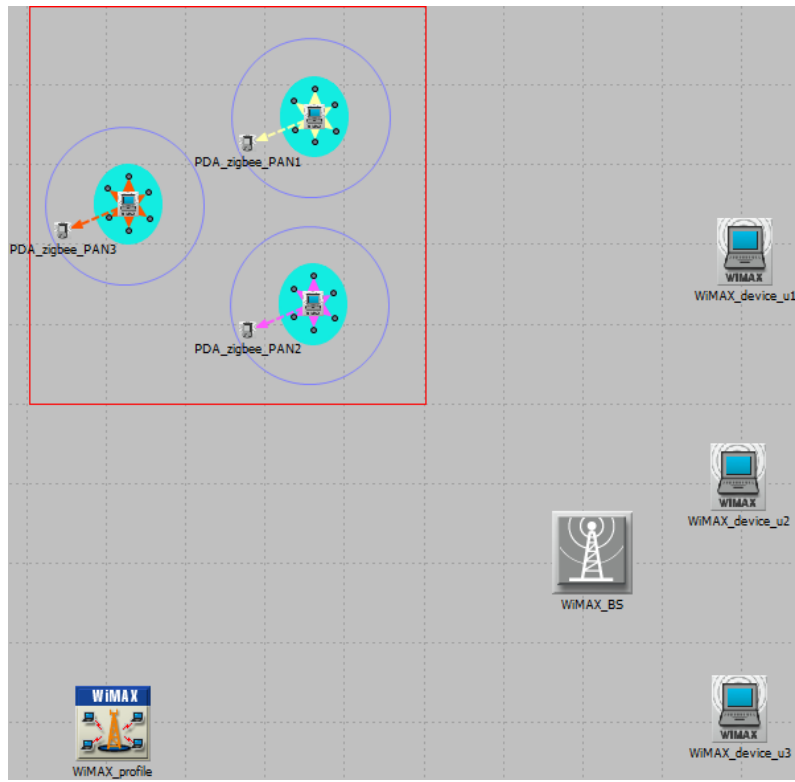 PDA_zigbee_PAN1
PDA_zigbee_PAN3
WiMAX
WiMAX_device_u1
PDA_zigbee_PAN2
WiMAX
WiMAX_device_u2
WiMAX_BS
WiMAX
WiMAX_profile
WiMAX
WiMAX_device_u3